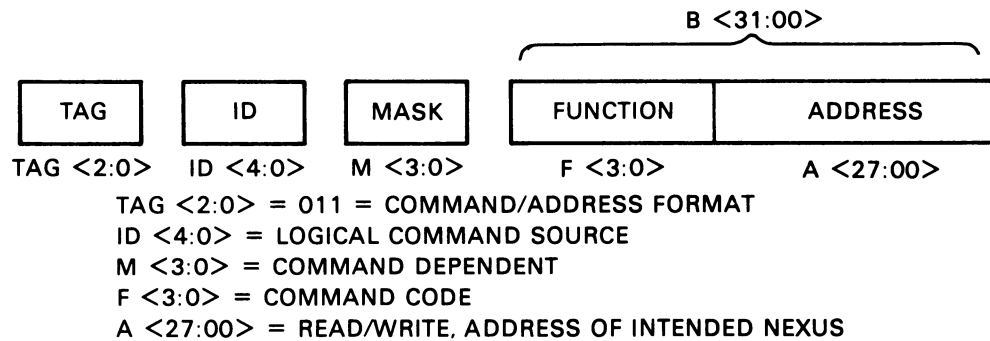 B <31:00>
TAG ID MASK FUNCTION ADDRESS
TAG <2:0> ID <4:0> M <3:0> F <3:0> A <27:00>
TAG <2:0> = 011 = COMMAND/ADDRESS FORMAT
ID <4:0> = LOGICAL COMMAND SOURCE
M <3:0> = COMMAND DEPENDENT
F <3:0> = COMMAND CODE
A <27:00> = READ/WRITE, ADDRESS OF INTENDED NEXUS